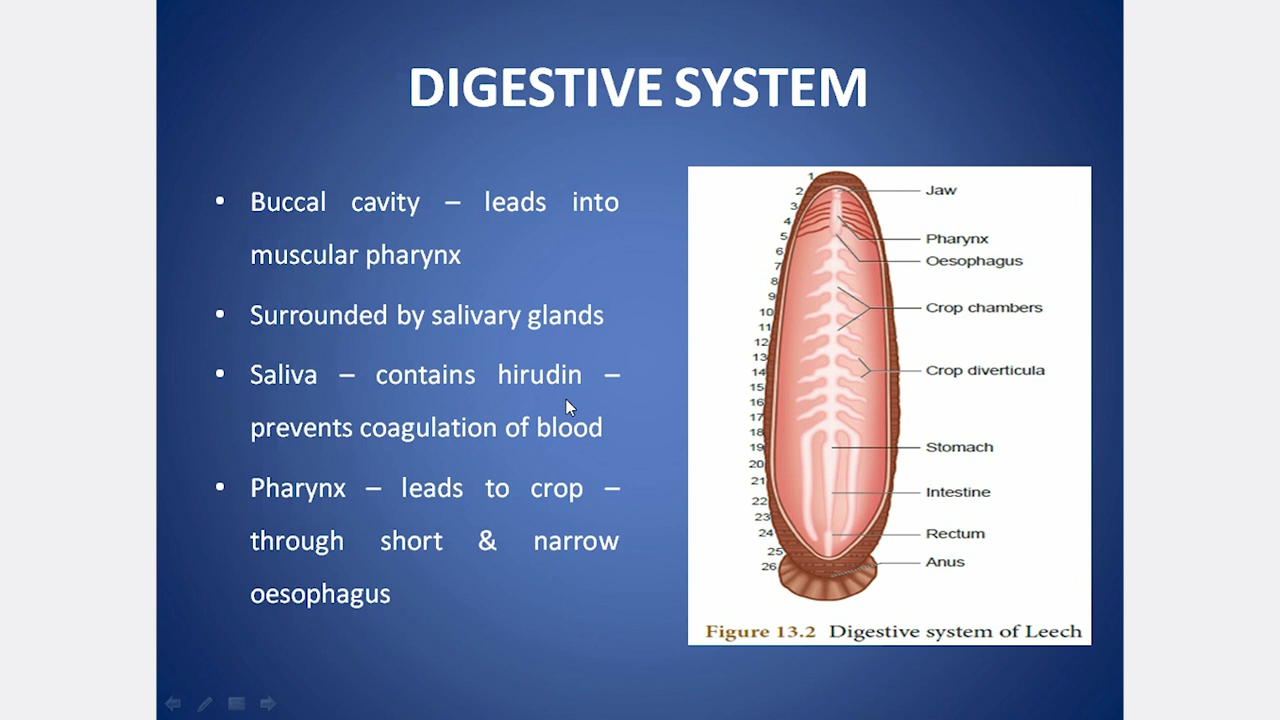 DIGESTIVE SYSTEM
• Buccal cavity – leads into
muscular pharynx
• Surrounded by salivary glands
• Saliva – contains hirudin –
prevents coagulation of blood
• Pharynx – leads to crop –
through short & narrow
oesophagus
1
2
3
4
5
6
7
8
9
10
11
12
13
14
15
16
17
18
19
20
21
22
23
24
25
26
Jaw
Pharynx
Oesophagus
Crop chambers
Crop diverticula
Stomach
Intestine
Rectum
Anus
Figure 13.2 Digestive system of Leech